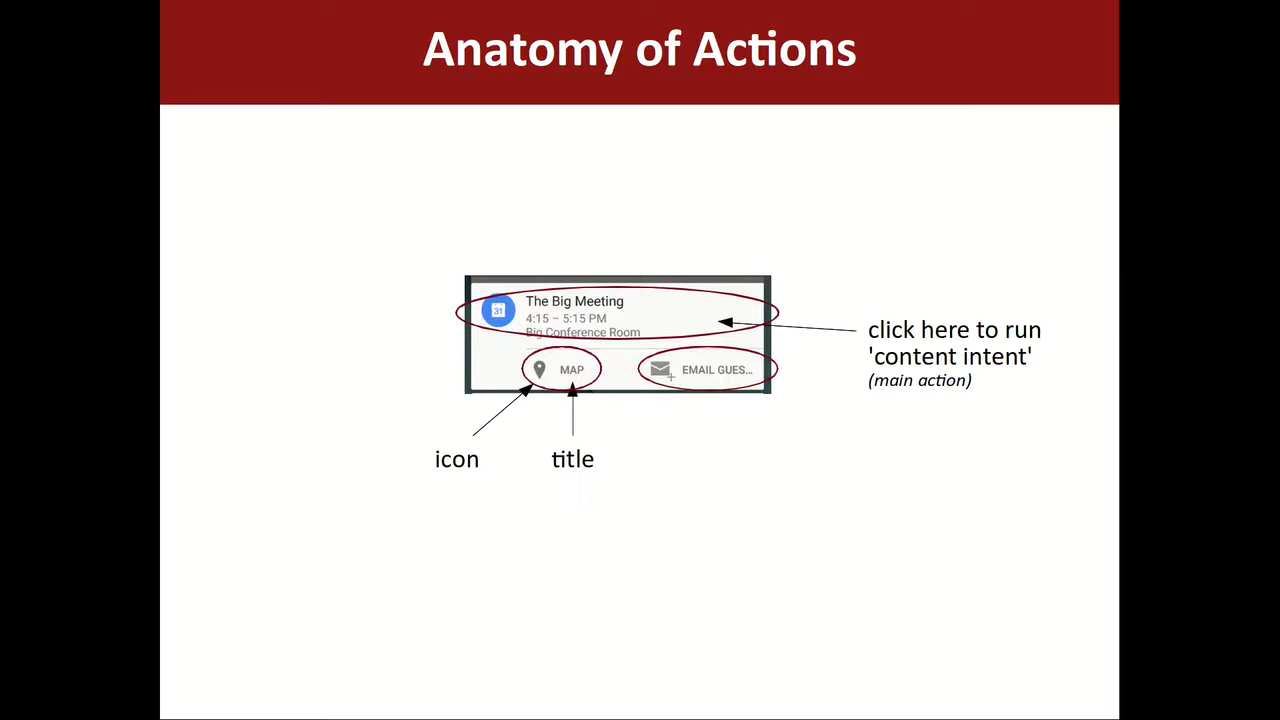 Anatomy of Actions
31
The Big Meeting
4:15 – 5:15 PM
Big Conference Room
MAP
EMAIL GUES...
click here to run
'content intent'
(main action)
icon
title